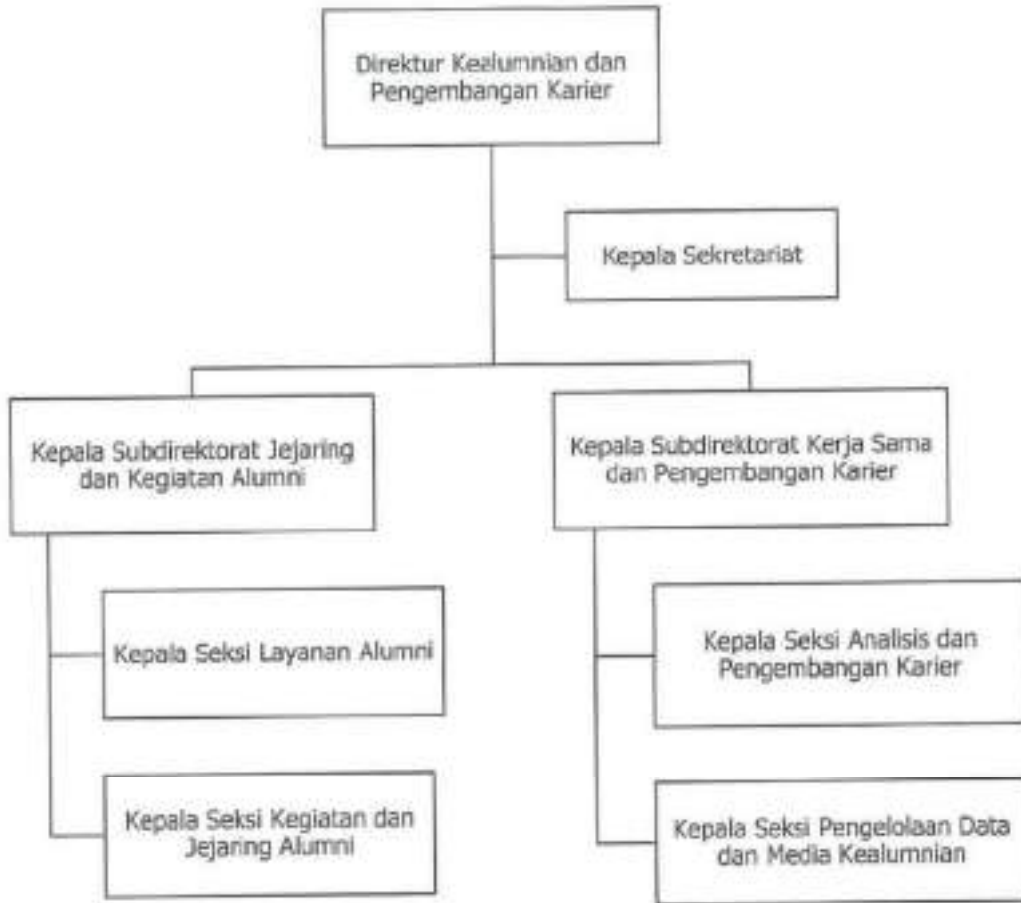 Direktur Kealumnian dan
Pengembangan Karier
Kepala Sekretariat
Kepala Subdirektorat Jejaring
dan Kegiatan Alumni
Kepala Subdirektorat Kerja Sama
dan Pengembangan Karier
Kepala Seksi Layanan Alumni
Kepala Seksi Analisis dan
Pengembangan Karier
Kepala Seksi Kegiatan dan
Jejaring Alumni
Kepala Seksi Pengelolaan Data
dan Media Kealumnian